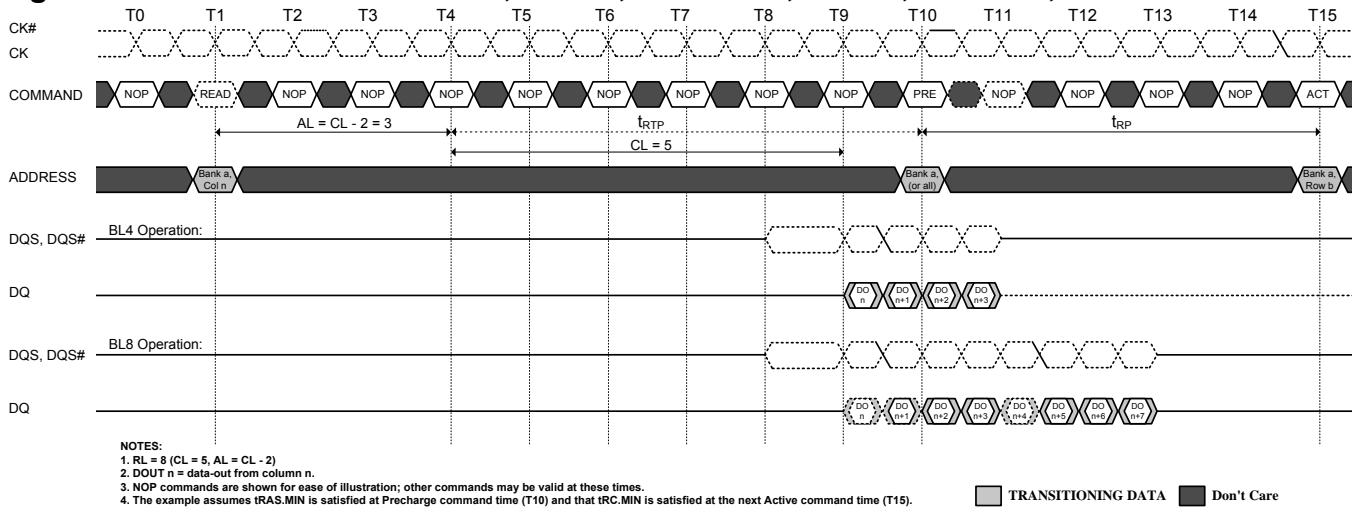 T0 T1 T2 T3 T4 T5 T6 T7 T8 T9 T10 T11 T12 T13 T14 T15
CK#
CK
COMMAND NOP READ NOP NOP NOP NOP NOP NOP NOP NOP PRE NOP NOP NOP NOP ACT
AL = CL - 2 = 3 tRTP tRP
CL = 5
ADDRESS Bank a, Col n Bank a, (or all) Bank a, Row b
BL4 Operation:
DQS, DQS#
DQ DO n DO n+1 DO n+2 DO n+3
BL8 Operation:
DQS, DQS#
DQ DO n DO n+1 DO n+2 DO n+3 DO n+4 DO n+5 DO n+6 DO n+7
NOTES:
1. RL = 8 (CL = 5, AL = CL - 2)
2. DOUT n = data-out from column n.
3. NOP commands are shown for ease of illustration; other commands may be valid at these times.
4. The example assumes tRAS.MIN is satisfied at Precharge command time (T10) and that tRC.MIN is satisfied at the next Active command time (T15).
TRANSITIONING DATA Don't Care